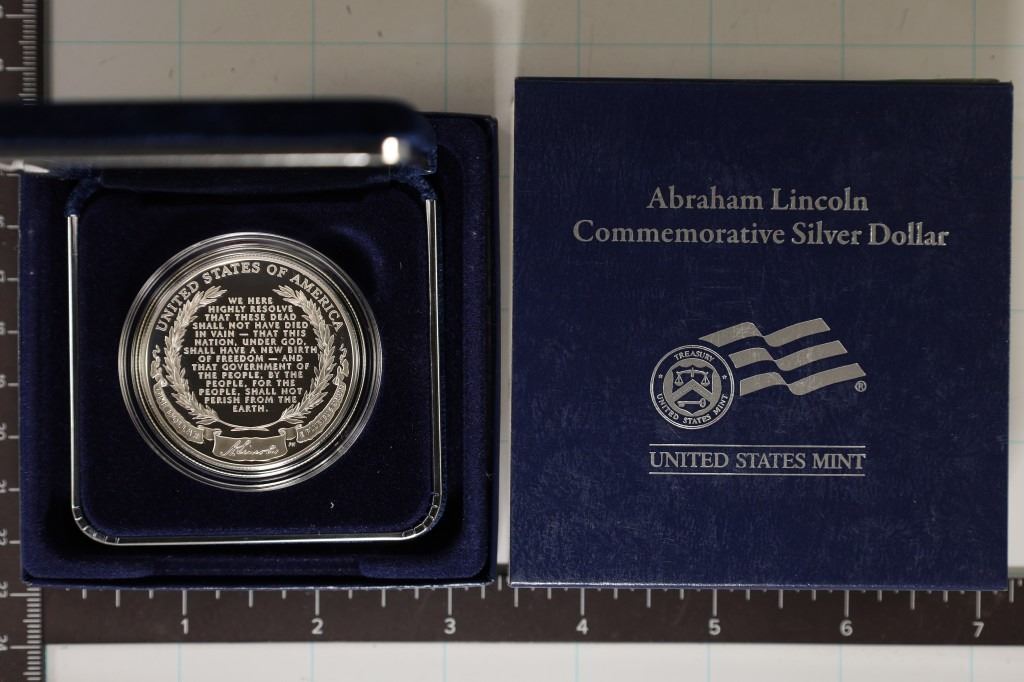 UNITED STATES OF AMERICA
WE HERE
HIGHLY RESOLVE
THAT THESE DEAD
SHALL NOT HAVE DIED
IN VAIN — THAT THIS
NATION, UNDER GOD,
SHALL HAVE A NEW BIRTH
OF FREEDOM — AND
THAT GOVERNMENT OF
THE PEOPLE, BY THE
PEOPLE, FOR THE
PEOPLE, SHALL NOT
PERISH FROM THE
EARTH.
A. Lincoln
Abraham Lincoln
Commemorative Silver Dollar
TREASURY
UNITED STATES MINT
®
UNITED STATES MINT
1 2 3 4 5 6 7